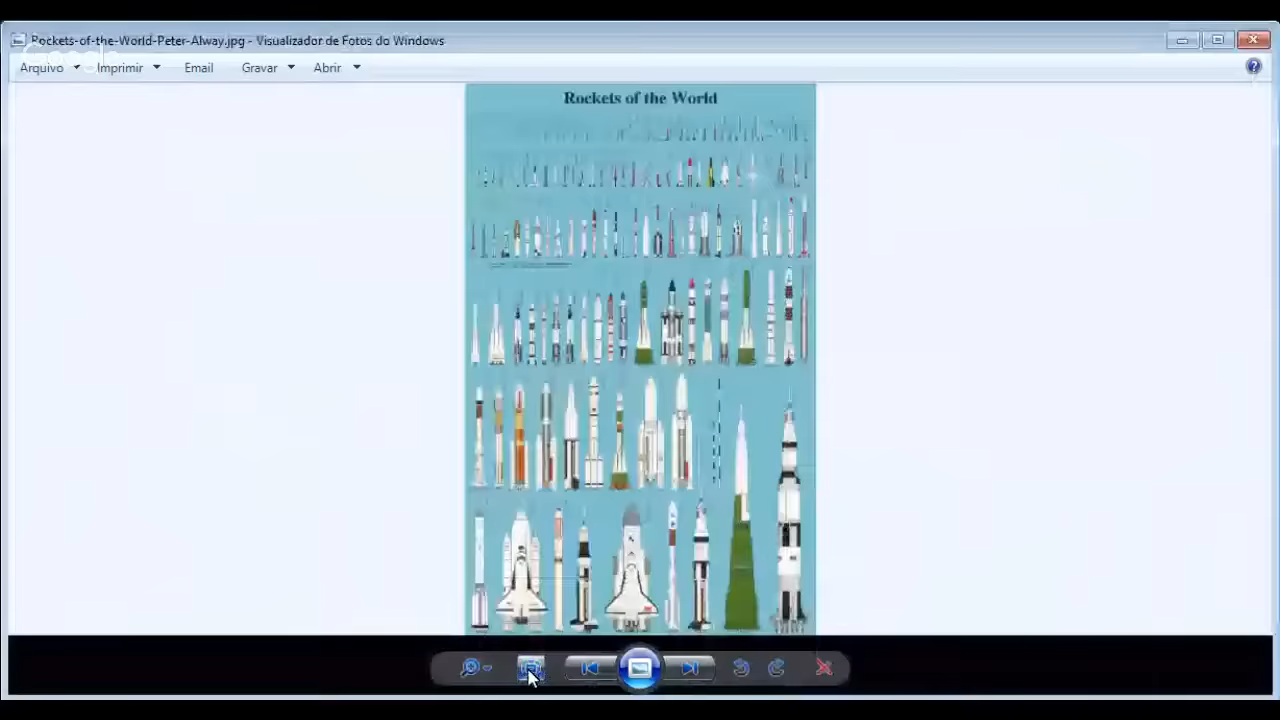 Rockets-of-the-World-Peter-Alway.jpg - Visualizador de Fotos do Windows
Google
Arquivo Imprimir Email Gravar Abrir
Rockets of the World